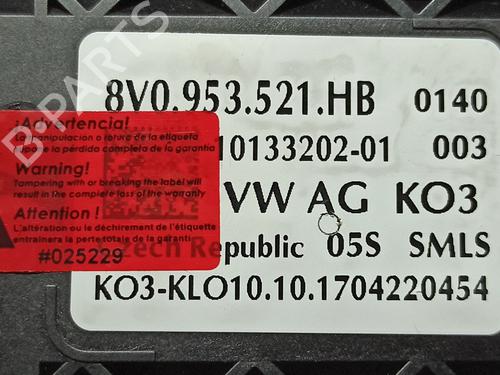 8V0.953.521.HB 0140
10133202-01 003
VW AG KO3
Czech Republic 05S SMLS
KO3-KLO10.10.1704220454
¡Advertencia!
La manipulación o rotura de la etiqueta
supone la pérdida completa de la garantía
Warning!
Tampering with or breaking the label will
result in the complete loss of the warranty
Attention !
L'altération ou le déchirement de l'étiquette
entraînera la perte totale de la garantie
#025229
B-PARTS